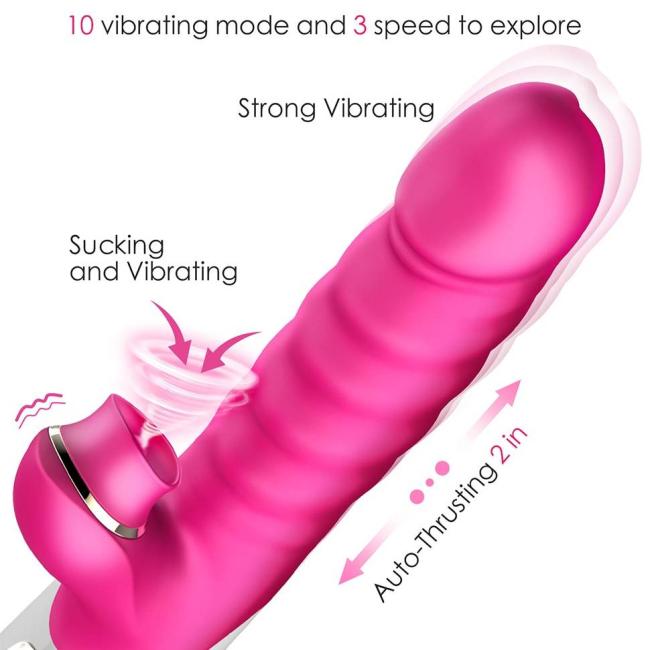 10 vibrating mode and 3 speed to explore
Strong Vibrating
Sucking
and Vibrating
Auto-Thrusting 2 in